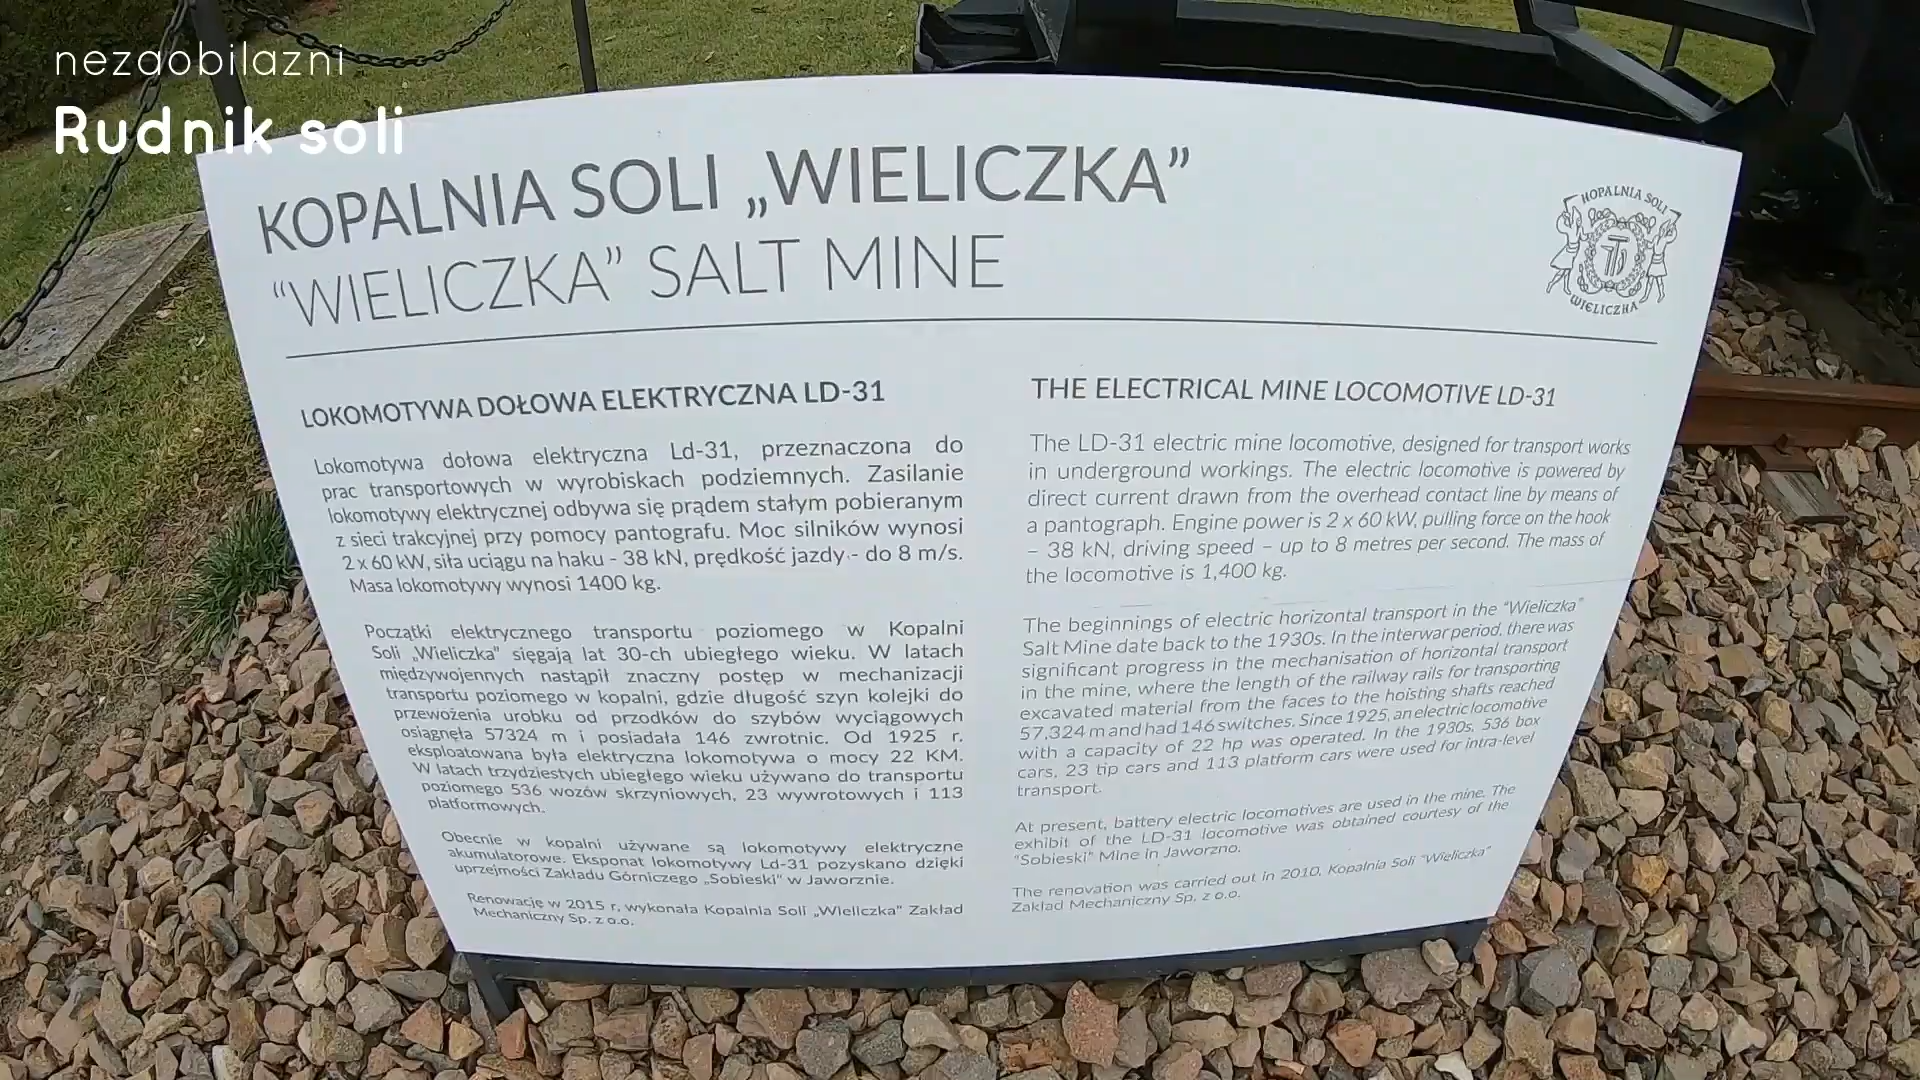 nezaobilazni
Rudnik soli
KOPALNIA SOLI „WIELICZKA”
“WIELICZKA” SALT MINE
KOPALNIA SOLI
WIELICZKA
LOKOMOTYWA DOŁOWA ELEKTRYCZNA LD-31
Lokomotywa dołowa elektryczna Ld-31, przeznaczona do
prac transportowych w wyrobiskach podziemnych. Zasilanie
lokomotywy elektrycznej odbywa się prądem stałym pobieranym
z sieci trakcyjnej przy pomocy pantografu. Moc silników wynosi
2 x 60 kW, siła uciągu na haku - 38 kN, prędkość jazdy - do 8 m/s.
Masa lokomotywy wynosi 1400 kg.
Początki elektrycznego transportu poziomego w Kopalni
Soli „Wieliczka” sięgają lat 30-ch ubiegłego wieku. W latach
międzywojennych nastąpił znaczny postęp w mechanizacji
transportu poziomego w kopalni, gdzie długość szyn kolejki do
przewożenia urobku od przodków do szybów wyciągowych
osiągnęła 57324 m i posiadała 146 zwrotnic. Od 1925 r.
eksploatowana była elektryczna lokomotywa o mocy 22 KM.
W latach trzydziestych ubiegłego wieku używano do transportu
poziomego 536 wozów skrzyniowych, 23 wywrotowych i 113
platformowych.
Obecnie w kopalni używane są lokomotywy elektryczne
akumulatorowe. Eksponat lokomotywy Ld-31 pozyskano dzięki
uprzejmości Zakładu Górniczego „Sobieski” w Jaworznie.
Renowację w 2015 r. wykonała Kopalnia Soli „Wieliczka” Zakład
Mechaniczny Sp. z o.o.
THE ELECTRICAL MINE LOCOMOTIVE LD-31
The LD-31 electric mine locomotive, designed for transport works
in underground workings. The electric locomotive is powered by
direct current drawn from the overhead contact line by means of
a pantograph. Engine power is 2 x 60 kW, pulling force on the hook
– 38 kN, driving speed – up to 8 metres per second. The mass of
the locomotive is 1,400 kg.
The beginnings of electric horizontal transport in the “Wieliczka”
Salt Mine date back to the 1930s. In the interwar period, there was
significant progress in the mechanisation of horizontal transport
in the mine, where the length of the railway rails for transporting
excavated material from the faces to the hoisting shafts reached
57,324 m and had 146 switches. Since 1925, an electric locomotive
with a capacity of 22 hp was operated. In the 1930s, 536 box
cars, 23 tip cars and 113 platform cars were used for intra-level
transport.
At present, battery electric locomotives are used in the mine. The
exhibit of the LD-31 locomotive was obtained courtesy of the
“Sobieski” Mine in Jaworzno.
The renovation was carried out in 2010, Kopalnia Soli “Wieliczka”
Zakład Mechaniczny Sp. z o.o.